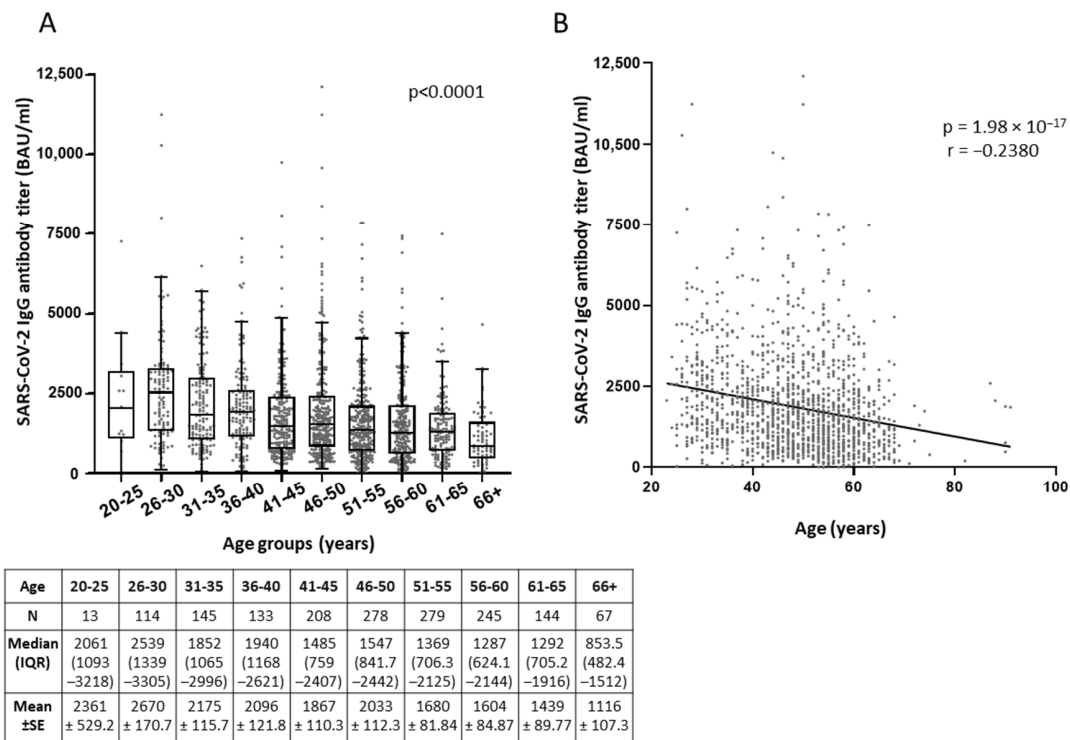 A
SARS-CoV-2 IgG antibody titer (BAU/ml)
12,500
10,000
7500
5000
2500
0
p<0.0001
20-25 26-30 31-35 36-40 41-45 46-50 51-55 56-60 61-65 66+
Age groups (years)
B
SARS-CoV-2 IgG antibody titer (BAU/ml)
12,500
10,500
7500
5000
2500
0
p = 1.98 × 10⁻¹⁷
r = –0.2380
20 40 60 80 100
Age (years)
Age 20-25 26-30 31-35 36-40 41-45 46-50 51-55 56-60 61-65 66+
N 13 114 145 133 208 278 279 245 144 67
Median 2061 2539 1852 1940 1485 1547 1369 1287 1292 853.5
(IQR) (1093 (1339 (1065 (1168 (759 (841.7 (706.3 (624.1 (705.2 (482.4
–3218) –3305) –2996) –2621) –2407) –2442) –2125) –2144) –1916) –1512)
Mean 2361 2670 2175 2096 1867 2033 1680 1604 1439 1116
±SE ± 529.2 ± 170.7 ± 115.7 ± 121.8 ± 110.3 ± 112.3 ± 81.84 ± 84.87 ± 89.77 ± 107.3